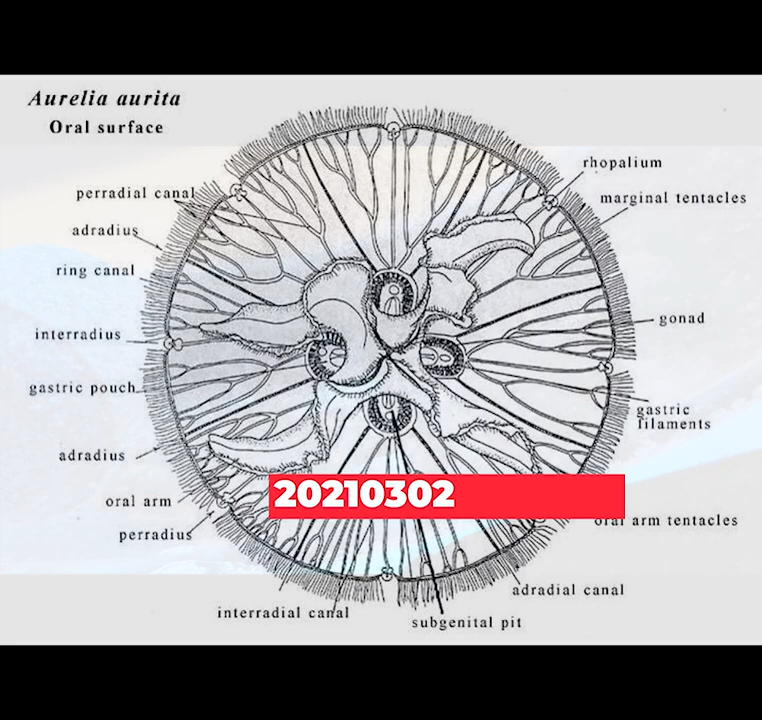 Aurelia aurita
Oral surface
rhopalium
perradial canal
marginal tentacles
adradius
ring canal
gonad
interradius
gastric pouch
gastric
filaments
adradius
20210302
oral arm
oral arm tentacles
perradius
adradial canal
interradial canal
subgenital pit